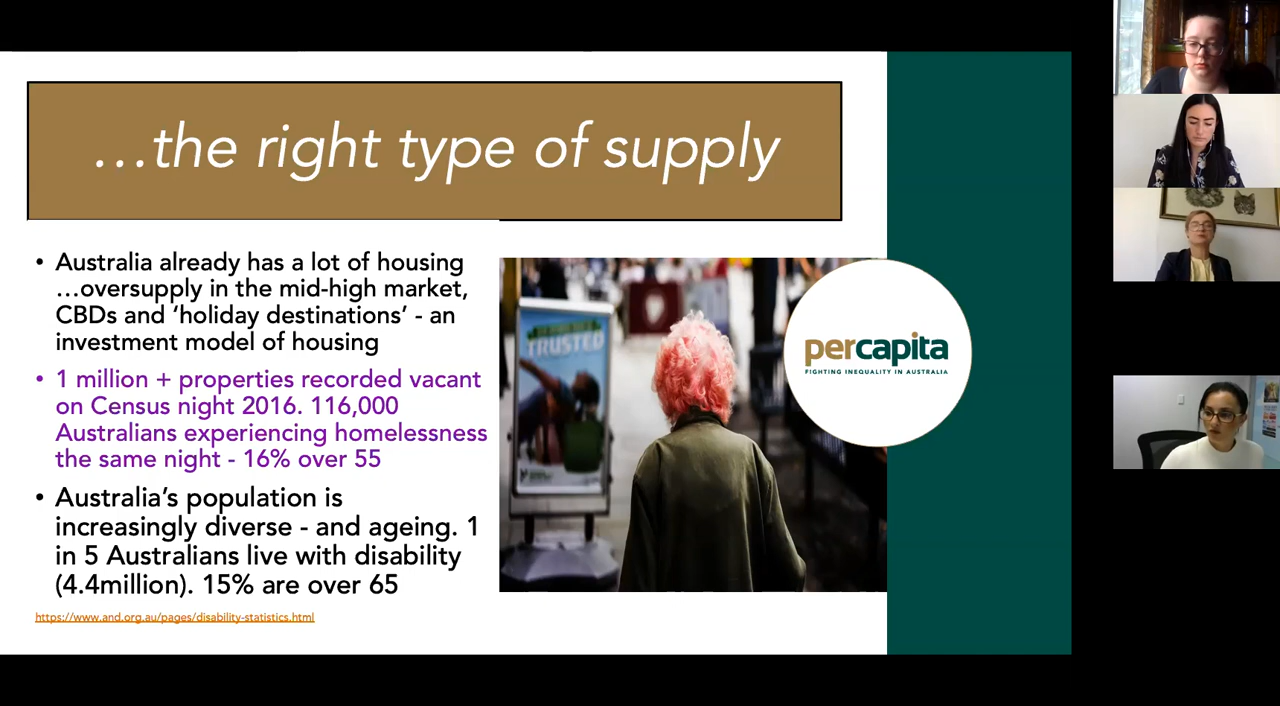 …the right type of supply
• Australia already has a lot of housing
…oversupply in the mid-high market,
CBDs and ‘holiday destinations’ - an
investment model of housing
• 1 million + properties recorded vacant
on Census night 2016. 116,000
Australians experiencing homelessness
the same night - 16% over 55
• Australia’s population is
increasingly diverse - and ageing. 1
in 5 Australians live with disability
(4.4million). 15% are over 65
https://www.and.org.au/pages/disability-statistics.html
TRUSTED
percapita
FIGHTING INEQUALITY IN AUSTRALIA